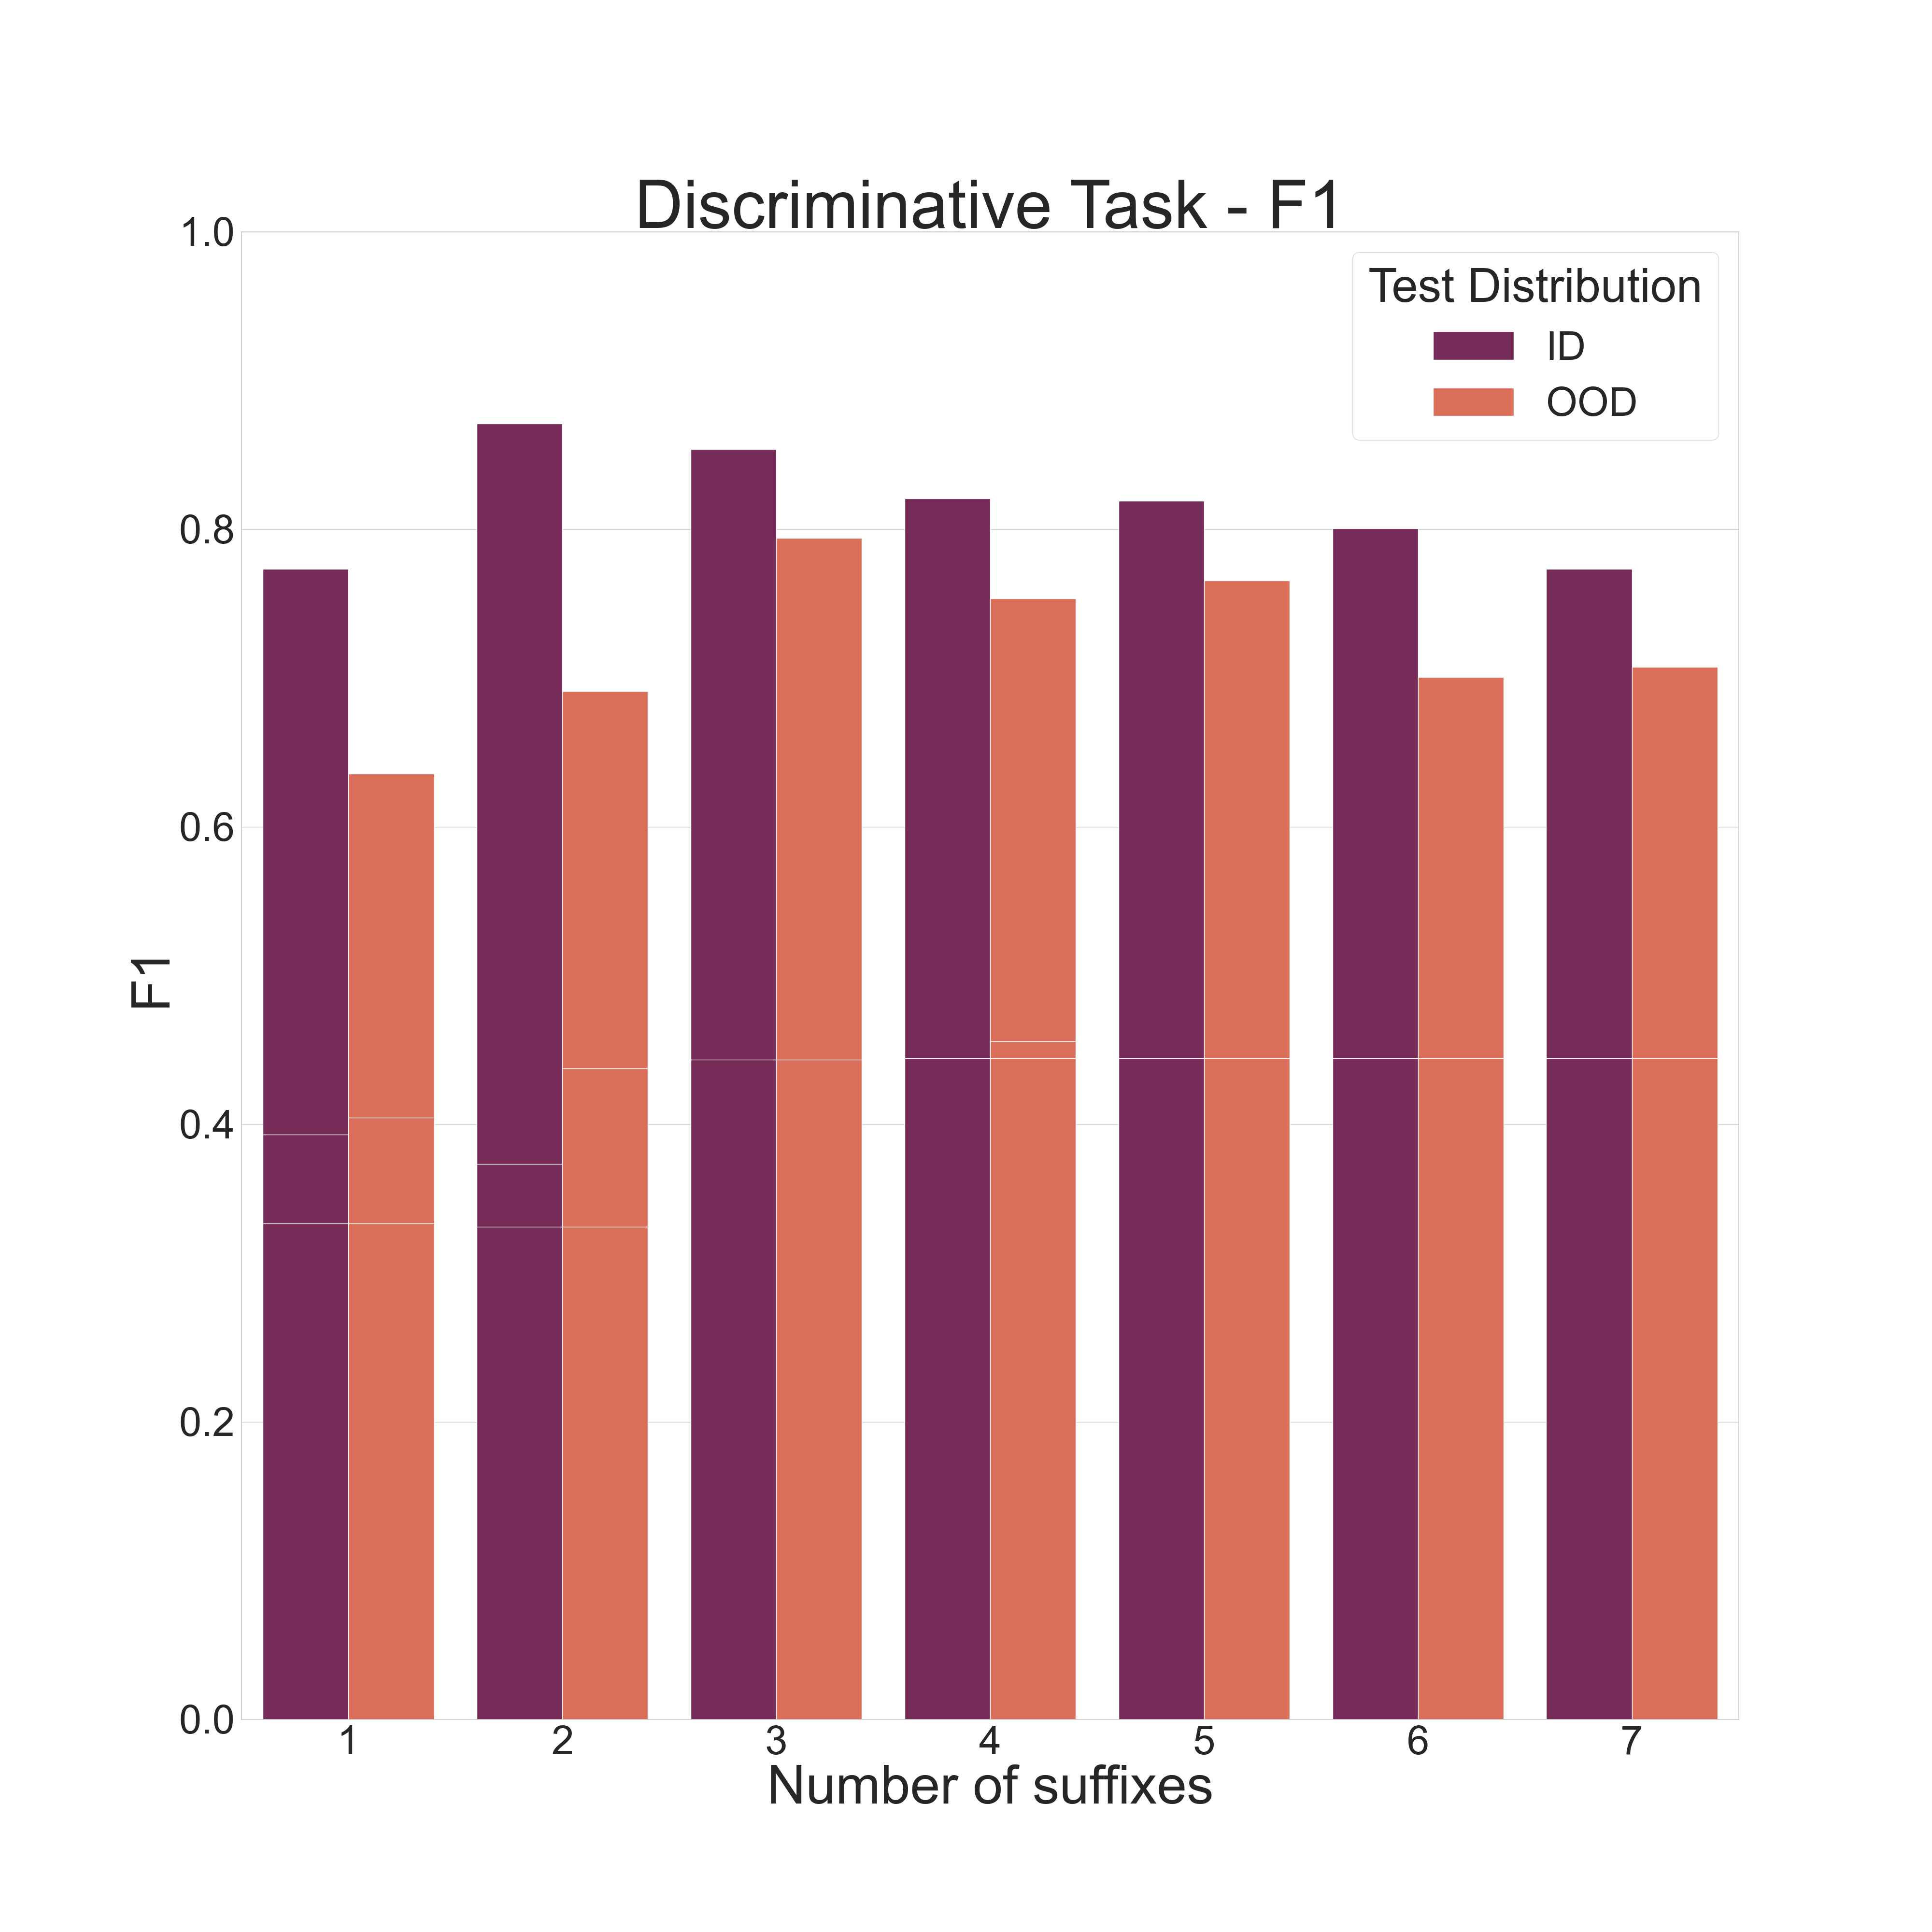 Discriminative Task - F1
Test Distribution
ID
OOD
F1
1.0
0.8
0.6
0.4
0.2
0.0
1 2 3 4 5 6 7
Number of suffixes